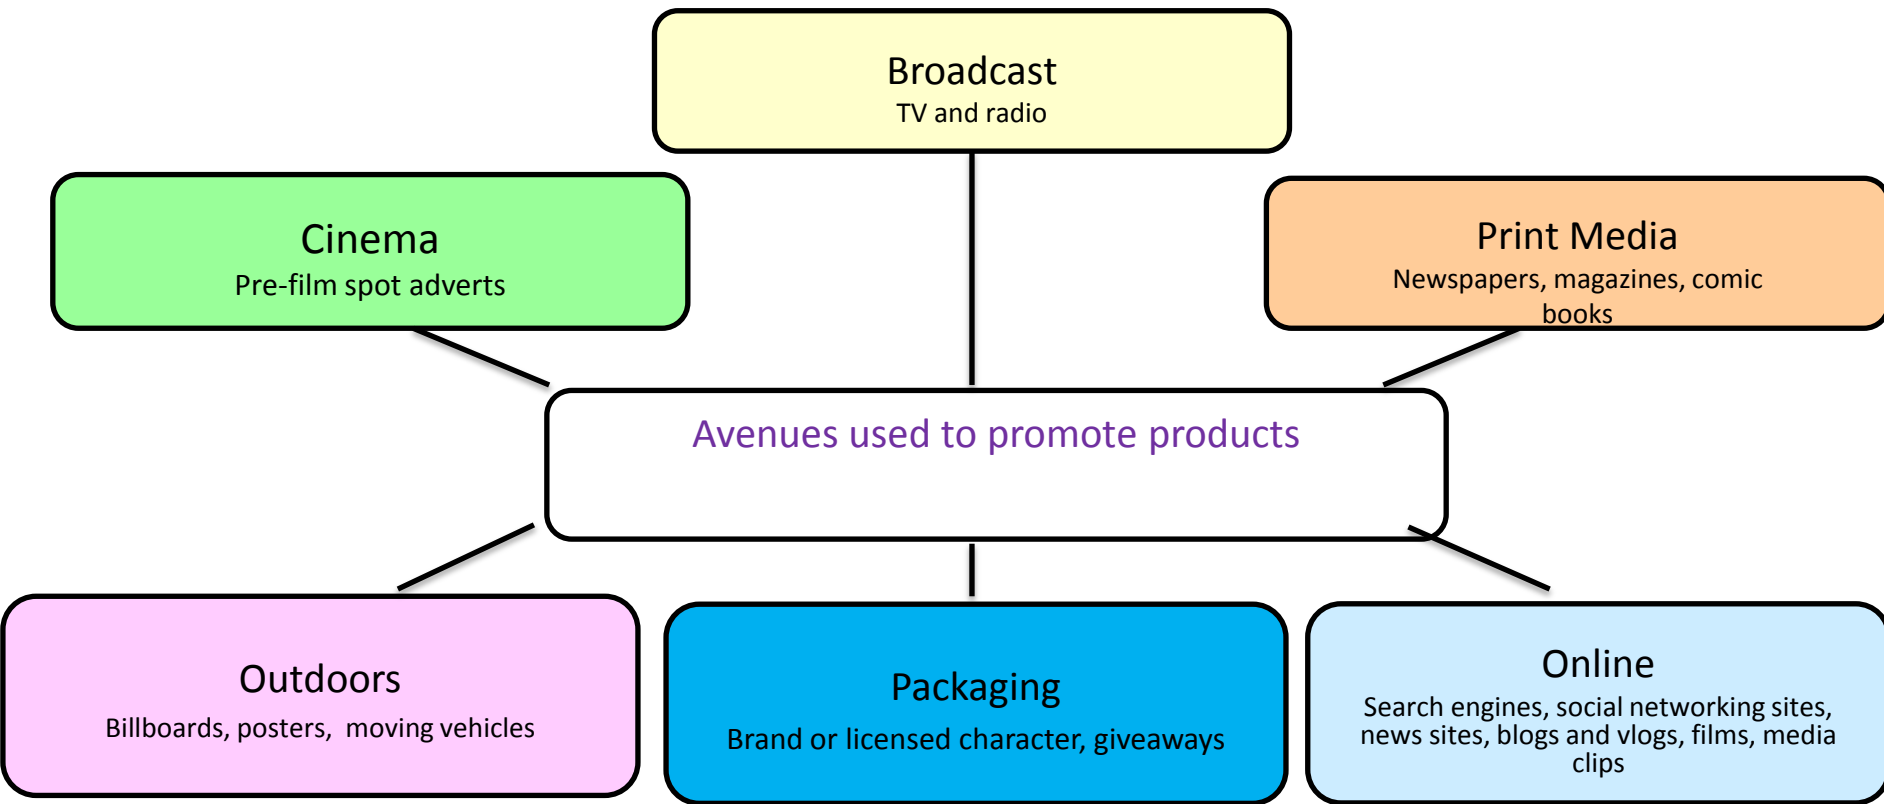 Broadcast
TV and radio
Cinema
Pre-film spot adverts
Print Media
Newspapers, magazines, comic
books
Avenues used to promote products
Outdoors
Billboards, posters,  moving vehicles
Packaging
Brand or licensed character, giveaways
Online
Search engines, social networking sites,
news sites, blogs and vlogs, films, media
clips